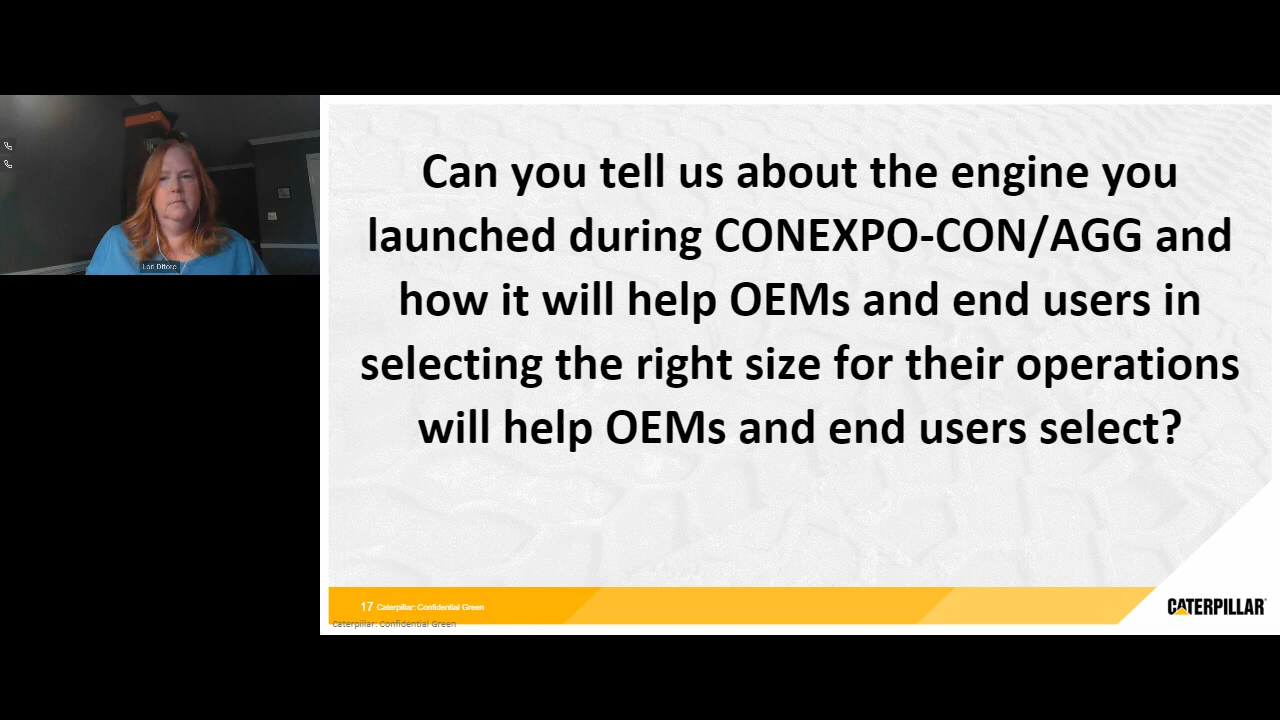 Lori Ditoro
Can you tell us about the engine you
launched during CONEXPO-CON/AGG and
how it will help OEMs and end users in
selecting the right size for their operations
will help OEMs and end users select?
17 Caterpillar: Confidential Green
Caterpillar: Confidential Green
CATERPILLAR®